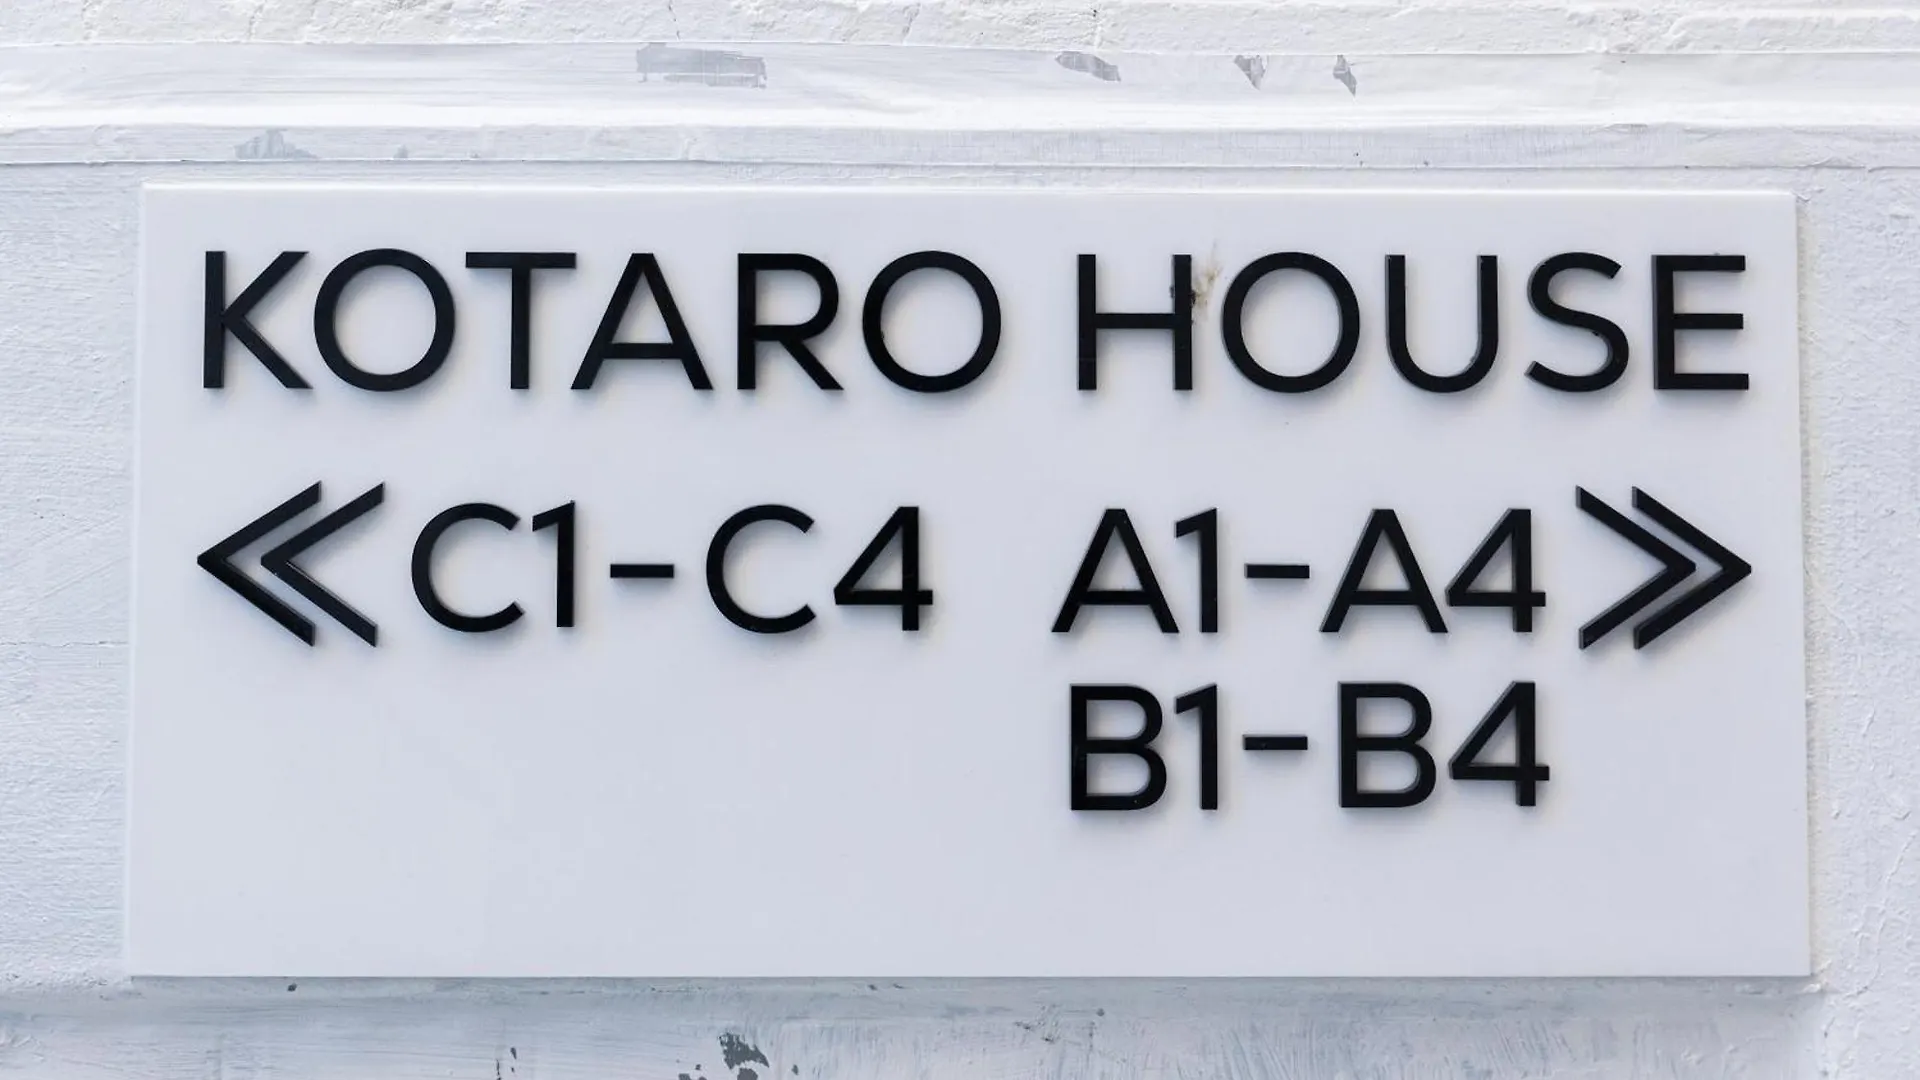 KOTARO HOUSE
≪ C1-C4 A1-A4 ≫
B1-B4